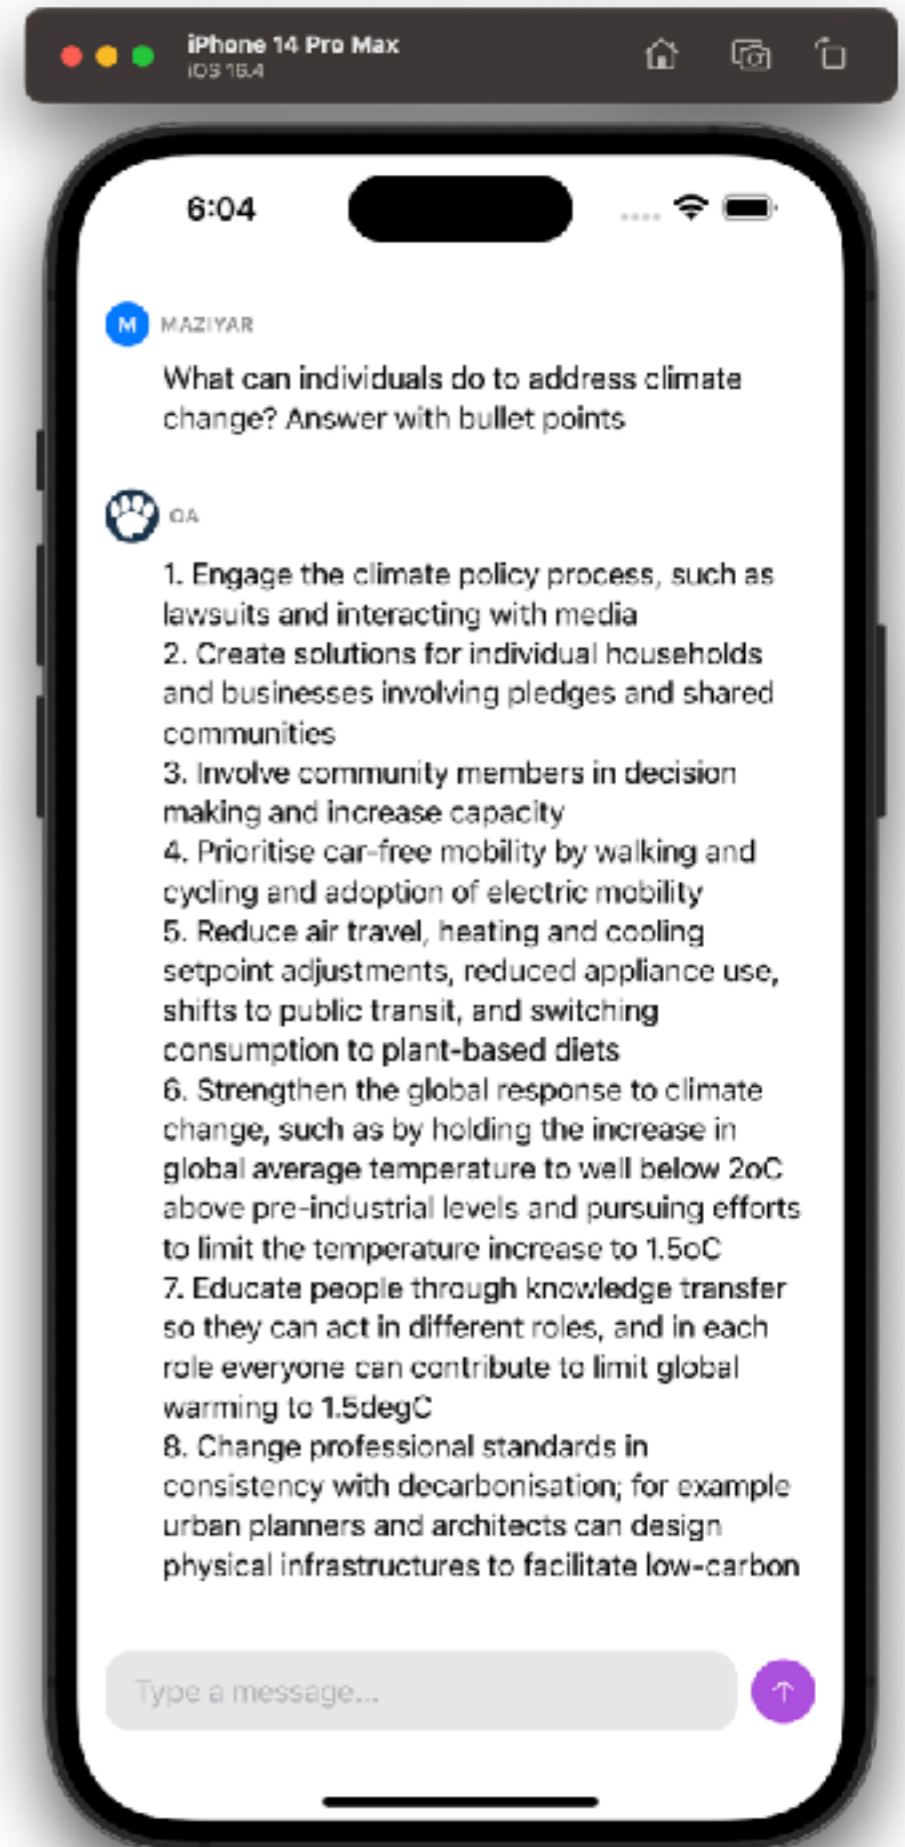 iPhone 14 Pro Max
iOS 16.4
6:04
M MAZIYAR
What can individuals do to address climate
change? Answer with bullet points
OA
1. Engage the climate policy process, such as
lawsuits and interacting with media
2. Create solutions for individual households
and businesses involving pledges and shared
communities
3. Involve community members in decision
making and increase capacity
4. Prioritise car-free mobility by walking and
cycling and adoption of electric mobility
5. Reduce air travel, heating and cooling
setpoint adjustments, reduced appliance use,
shifts to public transit, and switching
consumption to plant-based diets
6. Strengthen the global response to climate
change, such as by holding the increase in
global average temperature to well below 2oC
above pre-industrial levels and pursuing efforts
to limit the temperature increase to 1.5oC
7. Educate people through knowledge transfer
so they can act in different roles, and in each
role everyone can contribute to limit global
warming to 1.5degC
8. Change professional standards in
consistency with decarbonisation; for example
urban planners and architects can design
physical infrastructures to facilitate low-carbon
Type a message...